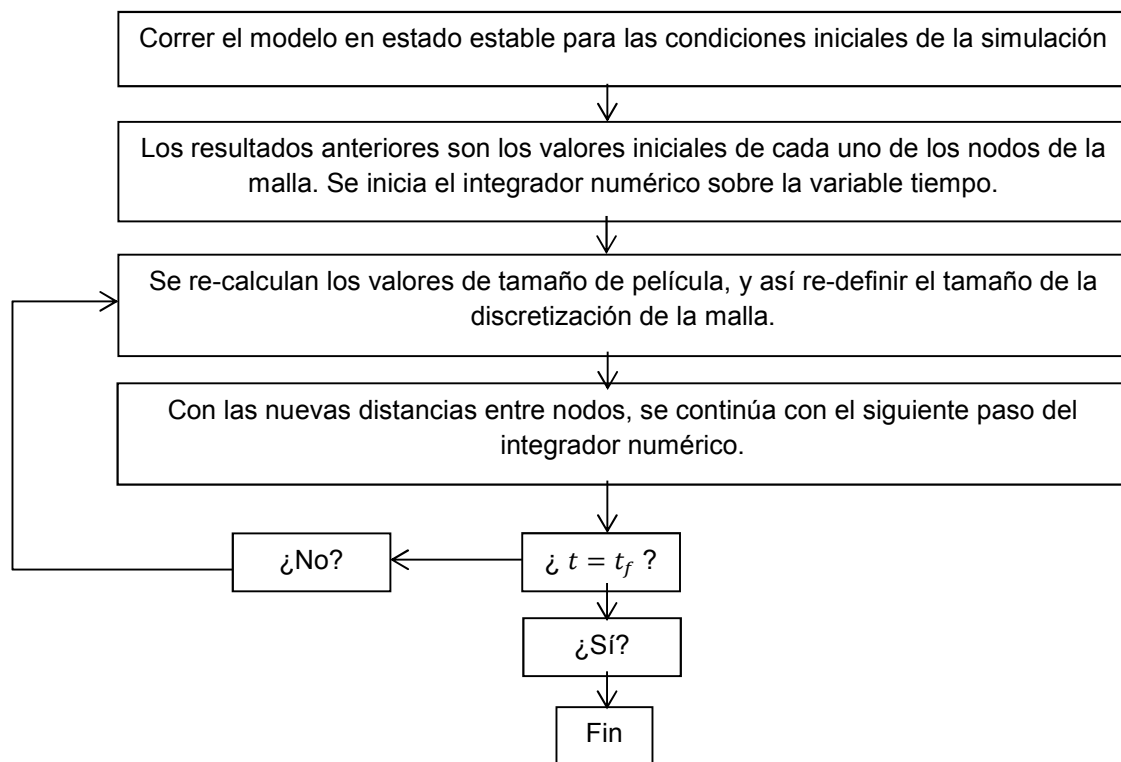 Correr el modelo en estado estable para las condiciones iniciales de la simulación
Los resultados anteriores son los valores iniciales de cada uno de los nodos de la
malla. Se inicia el integrador numérico sobre la variable tiempo.
Se re-calculan los valores de tamaño de película, y así re-definir el tamaño de la
discretización de la malla.
Con las nuevas distancias entre nodos, se continúa con el siguiente paso del
integrador numérico.
¿No?
¿ t = t_f ?
¿Sí?
Fin